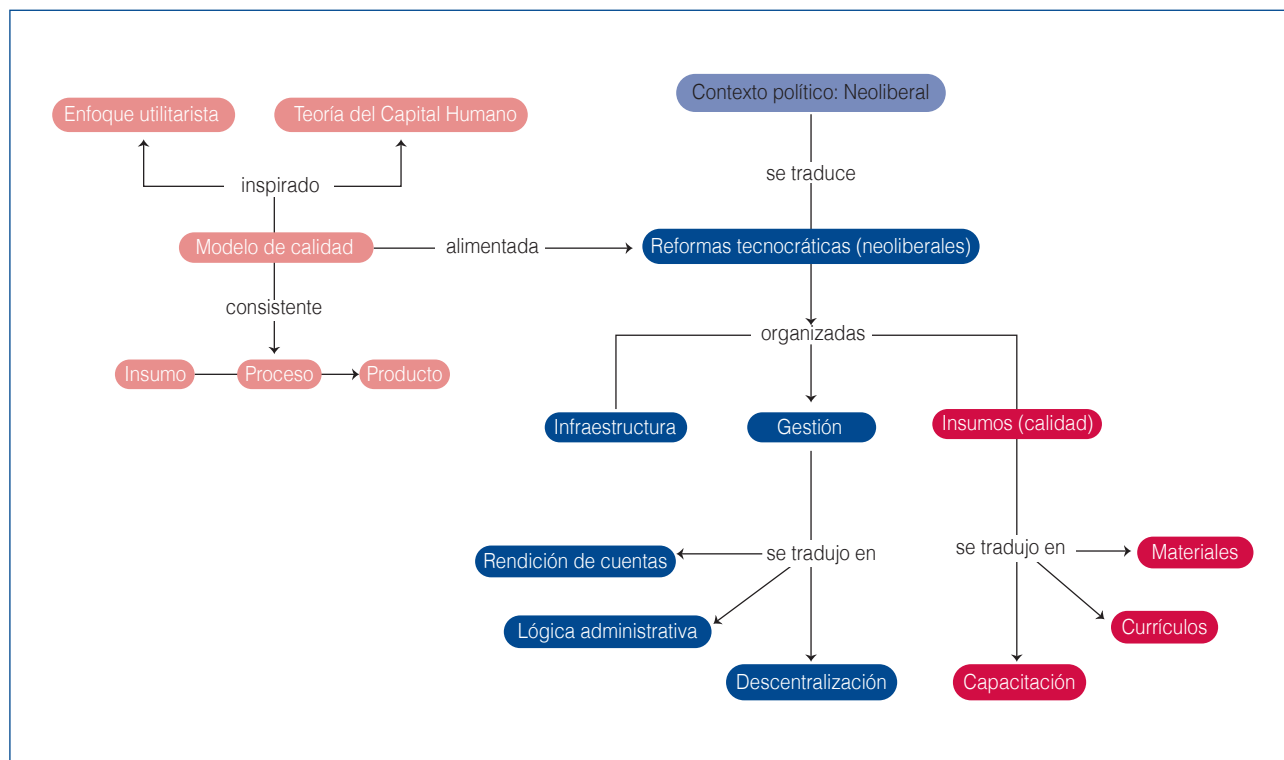 Contexto político: Neoliberal
Enfoque utilitarista
Teoría del Capital Humano
se traduce
inspirado
Modelo de calidad
alimentada
Reformas tecnocráticas (neoliberales)
consistente
organizadas
Insumo
Proceso
Producto
Infraestructura
Gestión
Insumos (calidad)
Rendición de cuentas
se tradujo en
se tradujo en
Materiales
Lógica administrativa
Currículos
Descentralización
Capacitación